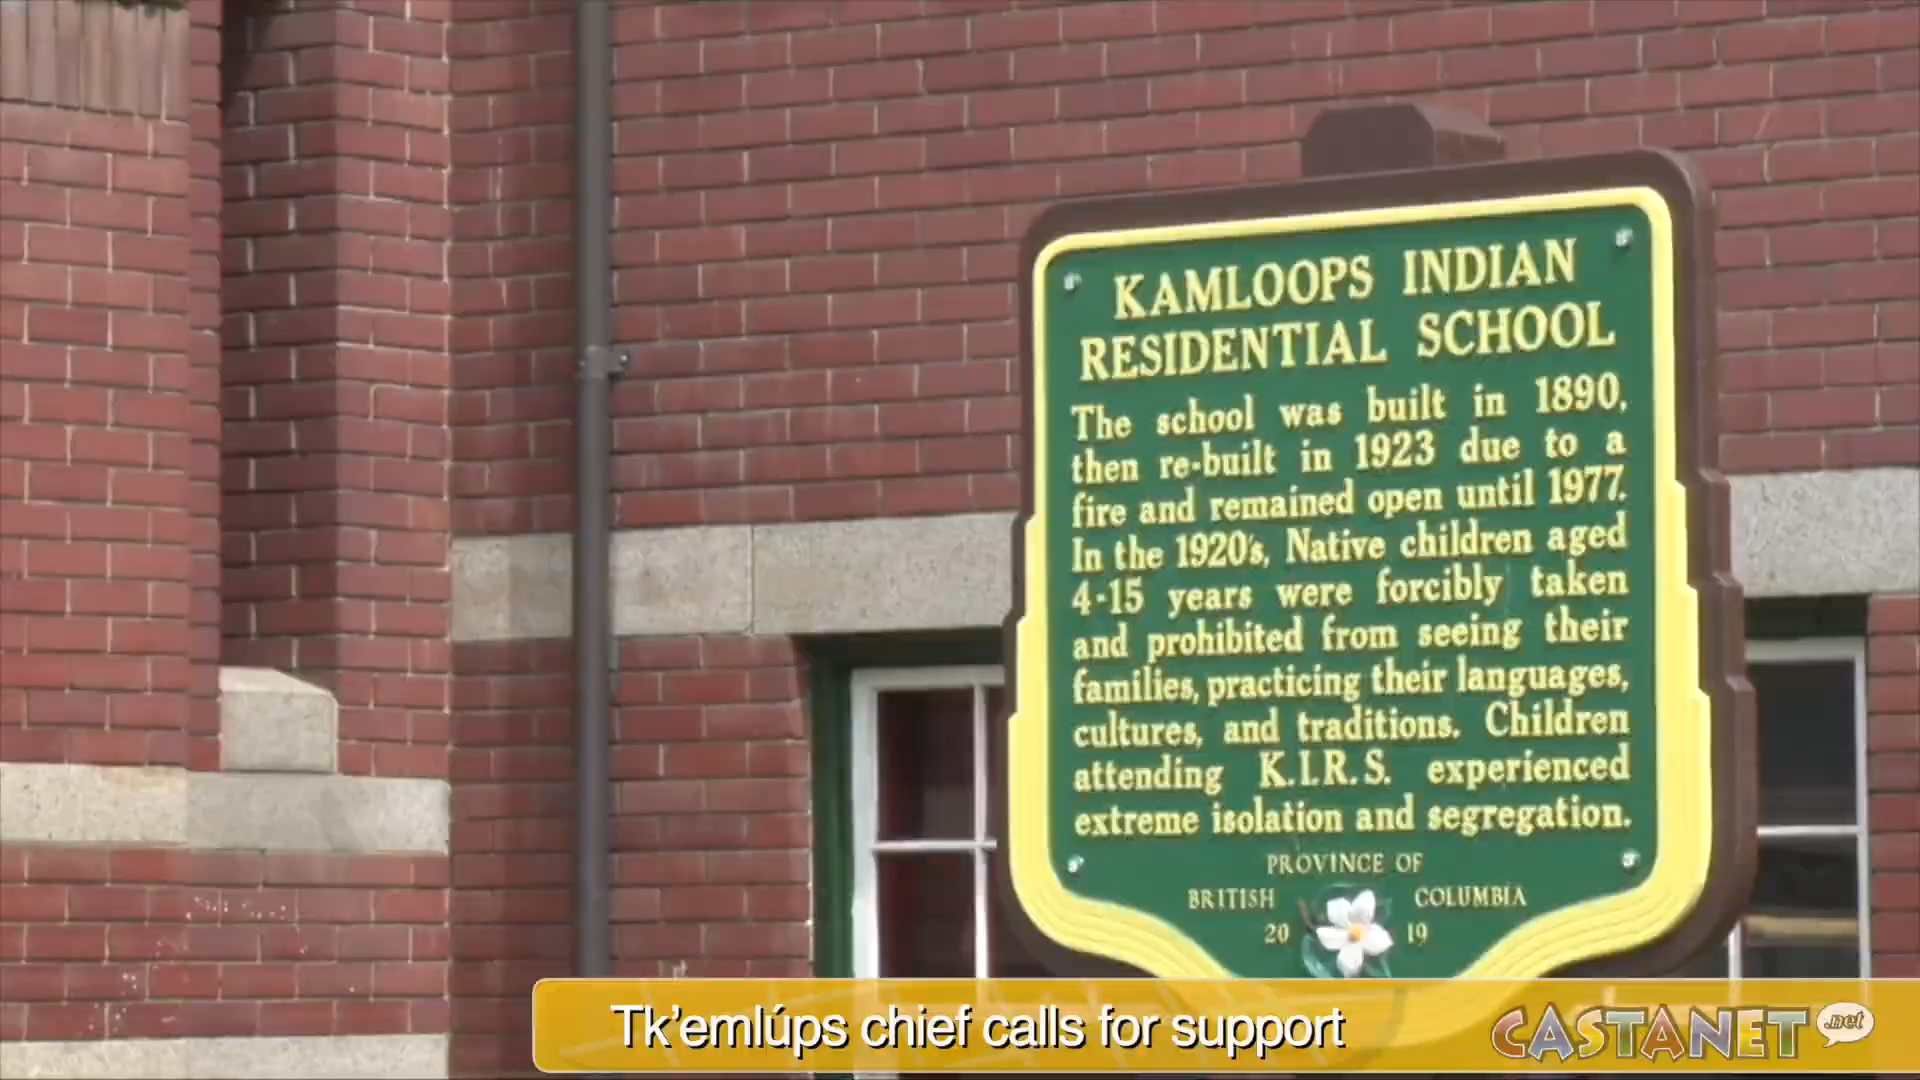 KAMLOOPS INDIAN
RESIDENTIAL SCHOOL
The school was built in 1890,
then re-built in 1923 due to a
fire and remained open until 1977.
In the 1920's, Native children aged
4-15 years were forcibly taken
and prohibited from seeing their
families, practicing their languages,
cultures, and traditions. Children
attending K.I.R.S. experienced
extreme isolation and segregation.
PROVINCE OF
BRITISH COLUMBIA
20 19
Tk'emlúps chief calls for support
CASTANET.net